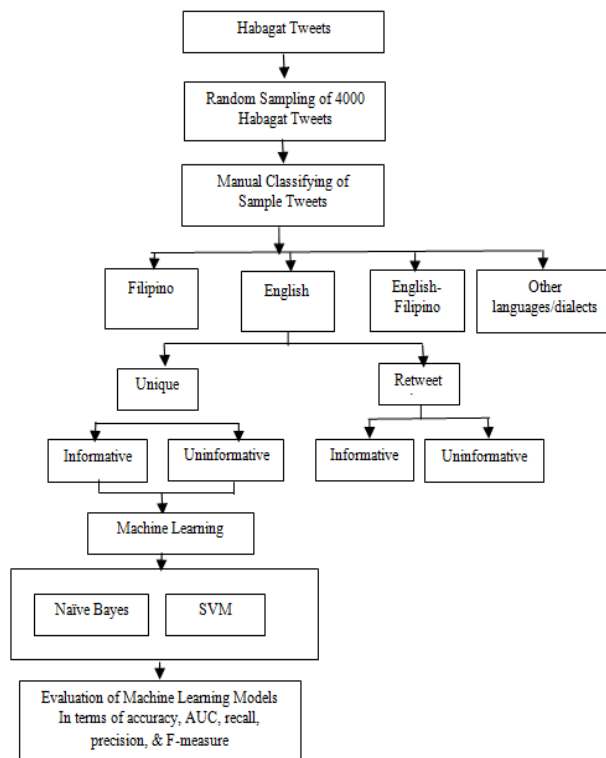 Habagat Tweets
Random Sampling of 4000
Habagat Tweets
Manual Classifying of
Sample Tweets
Filipino
English
English-
Filipino
Other
languages/dialects
Unique
Retweet
Informative
Uninformative
Informative
Uninformative
Machine Learning
Naïve Bayes
SVM
Evaluation of Machine Learning Models
In terms of accuracy, AUC, recall,
precision, & F-measure